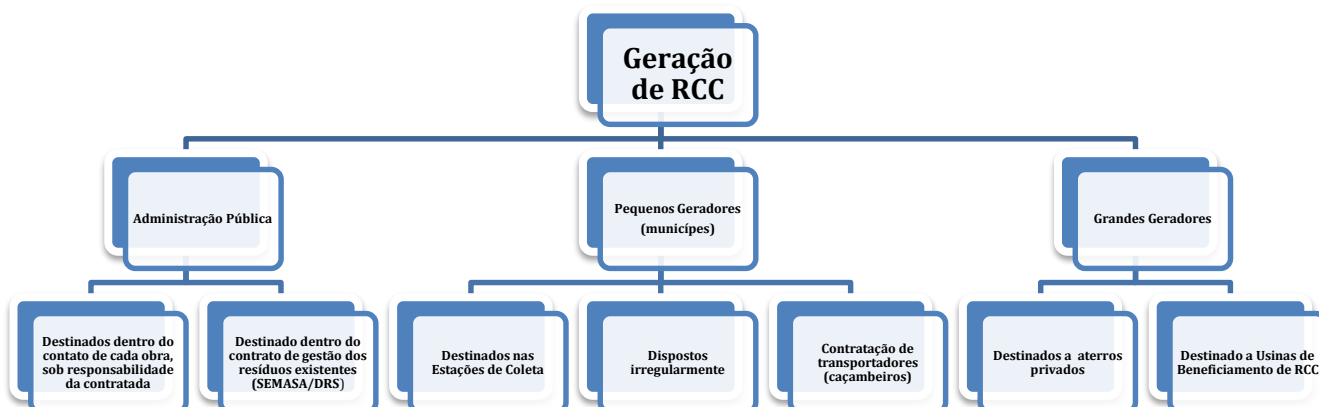 Geração
de RCC
Administração Pública
Pequenos Geradores
(municípes)
Grandes Geradores
Destinados dentro do
contato de cada obra,
sob responsabilidade
da contratada
Destinado dentro do
contrato de gestão dos
resíduos existentes
(SEMASA/DRS)
Destinados nas
Estações de Coleta
Dispostos
irregularmente
Contratação de
transportadores
(caçambeiros)
Destinados a aterros
privados
Destinado a Usinas de
Beneficiamento de RCC